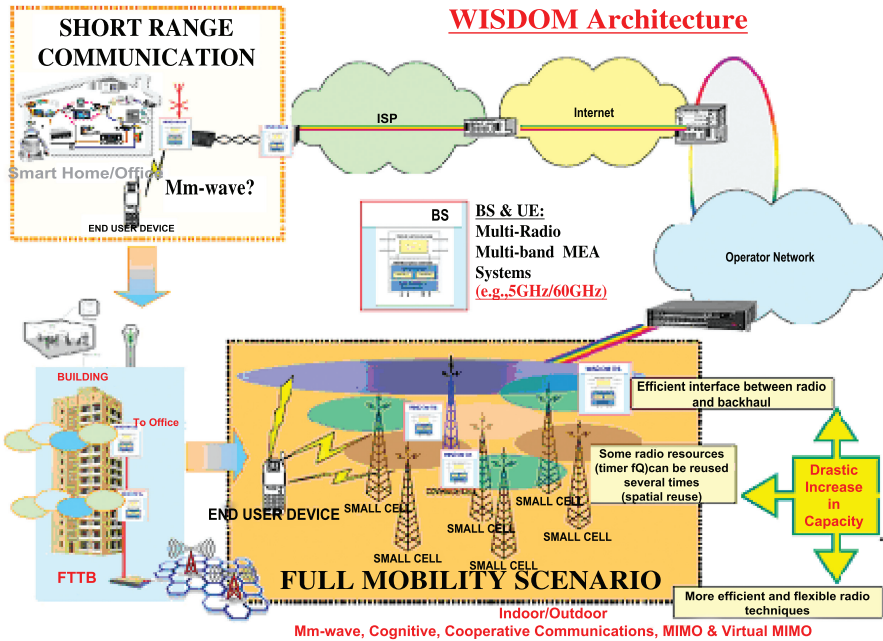 WISDOM Architecture
SHORT RANGE
COMMUNICATION
Smart Home/Office
Mm-wave?
END USER DEVICE
ISP
Internet
BS
BS & UE:
Multi-Radio
Multi-band MEA
Systems
(e.g.,5GHz/60GHz)
Operator Network
BUILDING
To Office
FTTB
END USER DEVICE
SMALL CELL
SMALL CELL
SMALL CELL
SMALL CELL
SMALL CELL
SMALL CELL
FULL MOBILITY SCENARIO
Efficient interface between radio
and backhaul
Some radio resources
(timer fQ)can be reused
several times
(spatial reuse)
Drastic
Increase
in
Capacity
More efficient and flexible radio
techniques
Indoor/Outdoor
Mm-wave, Cognitive, Cooperative Communications, MIMO & Virtual MIMO